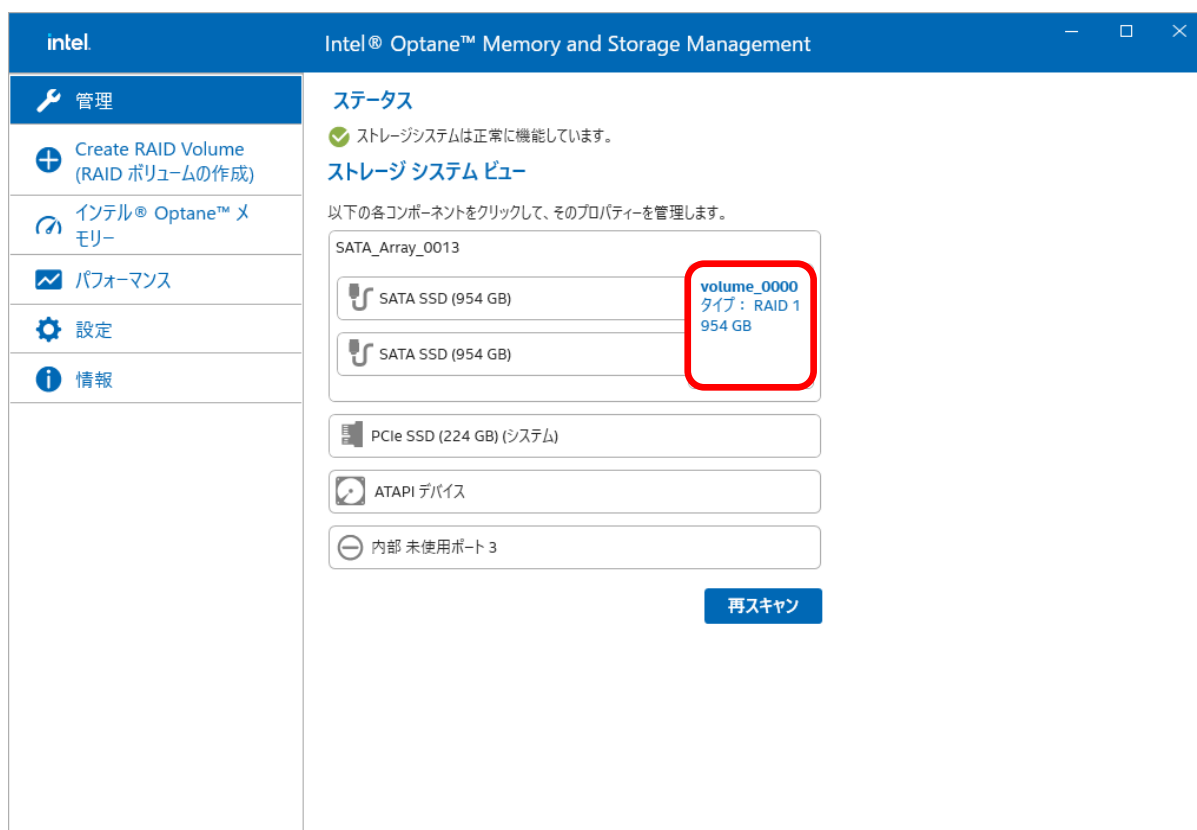 intel.
Intel® Optane™ Memory and Storage Management
管理
Create RAID Volume
(RAID ボリュームの作成)
インテル® Optane™ メ
モリー
パフォーマンス
設定
情報
ステータス
ストレージシステムは正常に機能しています。
ストレージ システム ビュー
以下の各コンポーネントをクリックして、そのプロパティーを管理します。
SATA_Array_0013
SATA SSD (954 GB)
SATA SSD (954 GB)
volume_0000
タイプ： RAID 1
954 GB
PCIe SSD (224 GB) (システム)
ATAPI デバイス
内部 未使用ポート 3
再スキャン